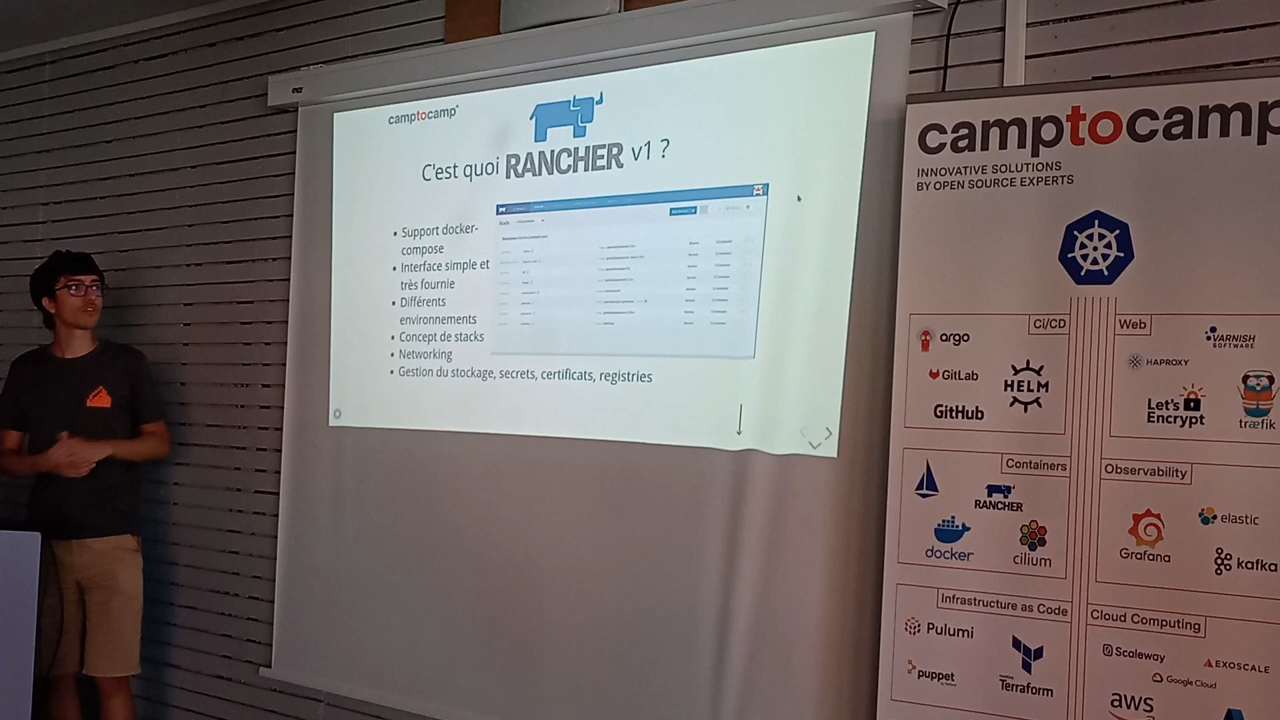 camptocamp
C'est quoi RANCHER v1 ?
• Support docker-
compose
• Interface simple et
très fournie
• Différents
environnements
• Concept de stacks
• Networking
• Gestion du stockage, secrets, certificats, registries
camptocamp
INNOVATIVE SOLUTIONS
BY OPEN SOURCE EXPERTS
Ci/CD
argo
GitLab
HELM
GitHub
Web
VARNISH
SOFTWARE
HAPROXY
Let's
Encrypt
træfik
Containers
RANCHER
docker
cilium
Observability
elastic
Grafana
kafka
Infrastructure as Code
Pulumi
puppet
Terraform
Cloud Computing
Scaleway
EXOSCALE
Google Cloud
aws